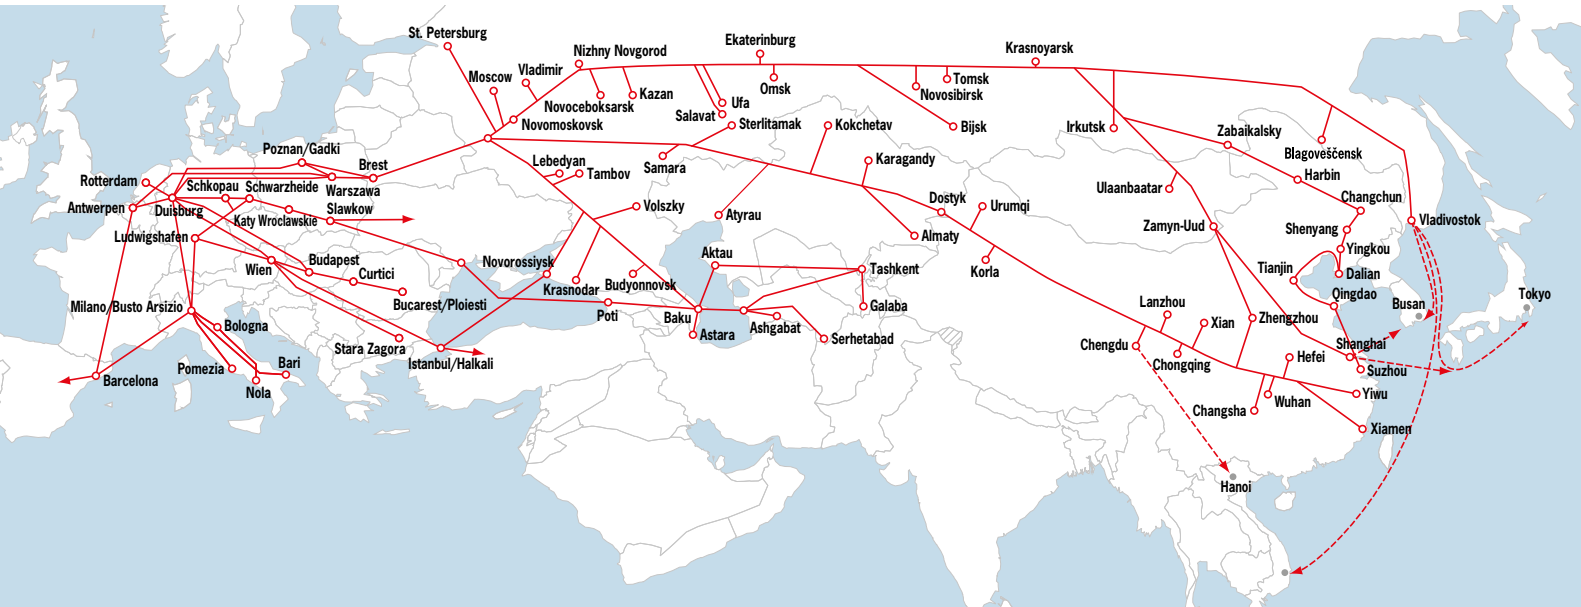 St. Petersburg
Ekaterinburg
Krasnoyarsk
Nizhny Novgorod
Vladimir
Moscow
Omsk
Tomsk
Novosibirsk
Kazan
Novoceboksarsk
Ufa
Salavat
Novomoskovsk
Sterlitamak
Kokchetav
Bijsk
Irkutsk
Zabaikalsky
Blagoveščensk
Poznan/Gadki
Brest
Lebedyan
Tambov
Samara
Karagandy
Harbin
Rotterdam
Schkopau
Schwarzheide
Warszawa
Ulaanbaatar
Changchun
Antwerpen
Duisburg
Katy Wroclawskie
Slawkow
Volszky
Atyrau
Dostyk
Urumqi
Zamyn-Uud
Shenyang
Vladivostok
Ludwigshafen
Almaty
Yingkou
Wien
Budapest
Curtici
Novorossiysk
Aktau
Tashkent
Korla
Tianjin
Dalian
Bucarest/Ploiesti
Krasnodar
Budyonnovsk
Qingdao
Busan
Tokyo
Milano/Busto Arsizio
Poti
Baku
Galaba
Lanzhou
Xian
Zhengzhou
Bologna
Astara
Ashgabat
Serhetabad
Chengdu
Chongqing
Shanghai
Stara Zagora
Istanbul/Halkali
Hefei
Suzhou
Barcelona
Pomezia
Bari
Nola
Changsha
Wuhan
Yiwu
Xiamen
Hanoi